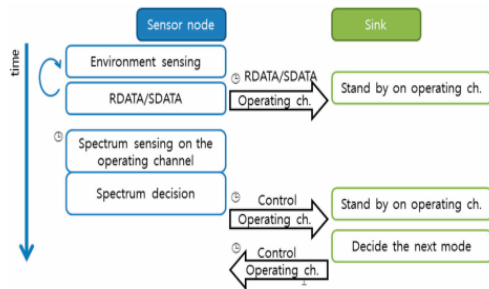 Sensor node
Sink
time
Environment sensing
RDATA/SDATA
RDATA/SDATA
Operating ch.
Stand by on operating ch.
Spectrum sensing on the
operating channel
Spectrum decision
Control
Operating ch.
Stand by on operating ch.
Decide the next mode
Control
Operating ch.